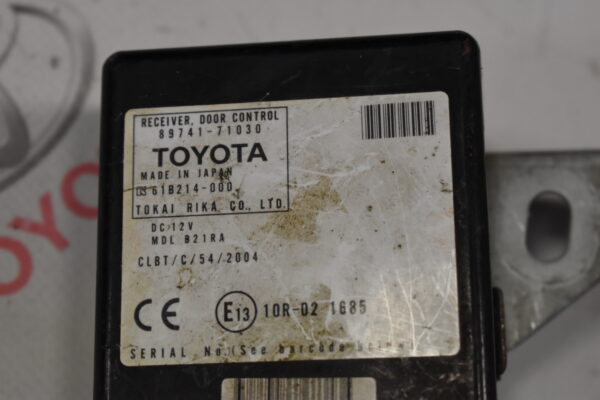 RECEIVER, DOOR CONTROL
89741-71030
TOYOTA
MADE IN JAPAN
61B214-000
TOKAI RIKA CO., LTD.
DC 12V
MDL B21RA
CLBT/C/54/2004
CE E13 10R-02 1685
SERIAL No.(See barcode below)
TOYO